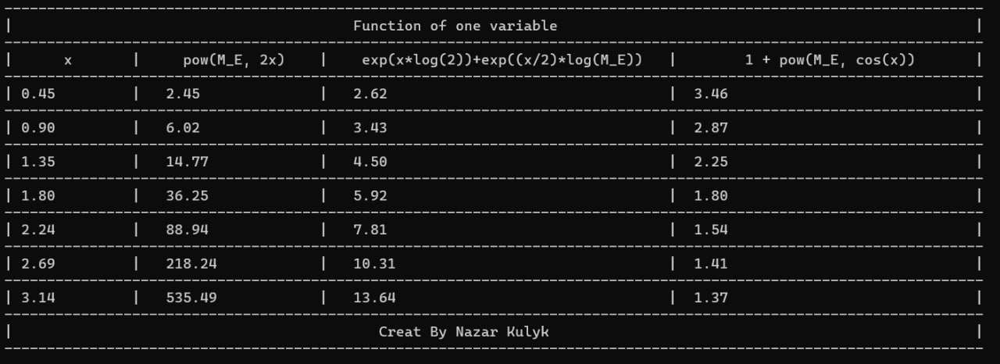 Function of one variable
| x | pow(M_E, 2x) | exp(x*log(2))+exp((x/2)*log(M_E)) | 1 + pow(M_E, cos(x)) |
| 0.45 | 2.45 | 2.62 | 3.46 |
| 0.90 | 6.02 | 3.43 | 2.87 |
| 1.35 | 14.77 | 4.50 | 2.25 |
| 1.80 | 36.25 | 5.92 | 1.80 |
| 2.24 | 88.94 | 7.81 | 1.54 |
| 2.69 | 218.24 | 10.31 | 1.41 |
| 3.14 | 535.49 | 13.64 | 1.37 |
Creat By Nazar Kulyk